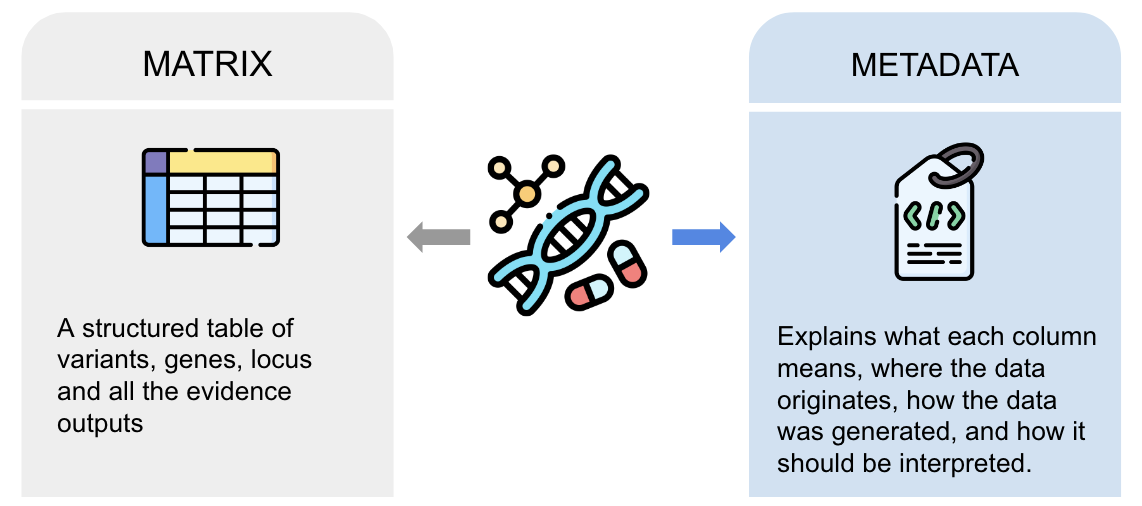 MATRIX
A structured table of
variants, genes, locus
and all the evidence
outputs
METADATA
</>
Explains what each column
means, where the data
originates, how the data
was generated, and how it
should be interpreted.